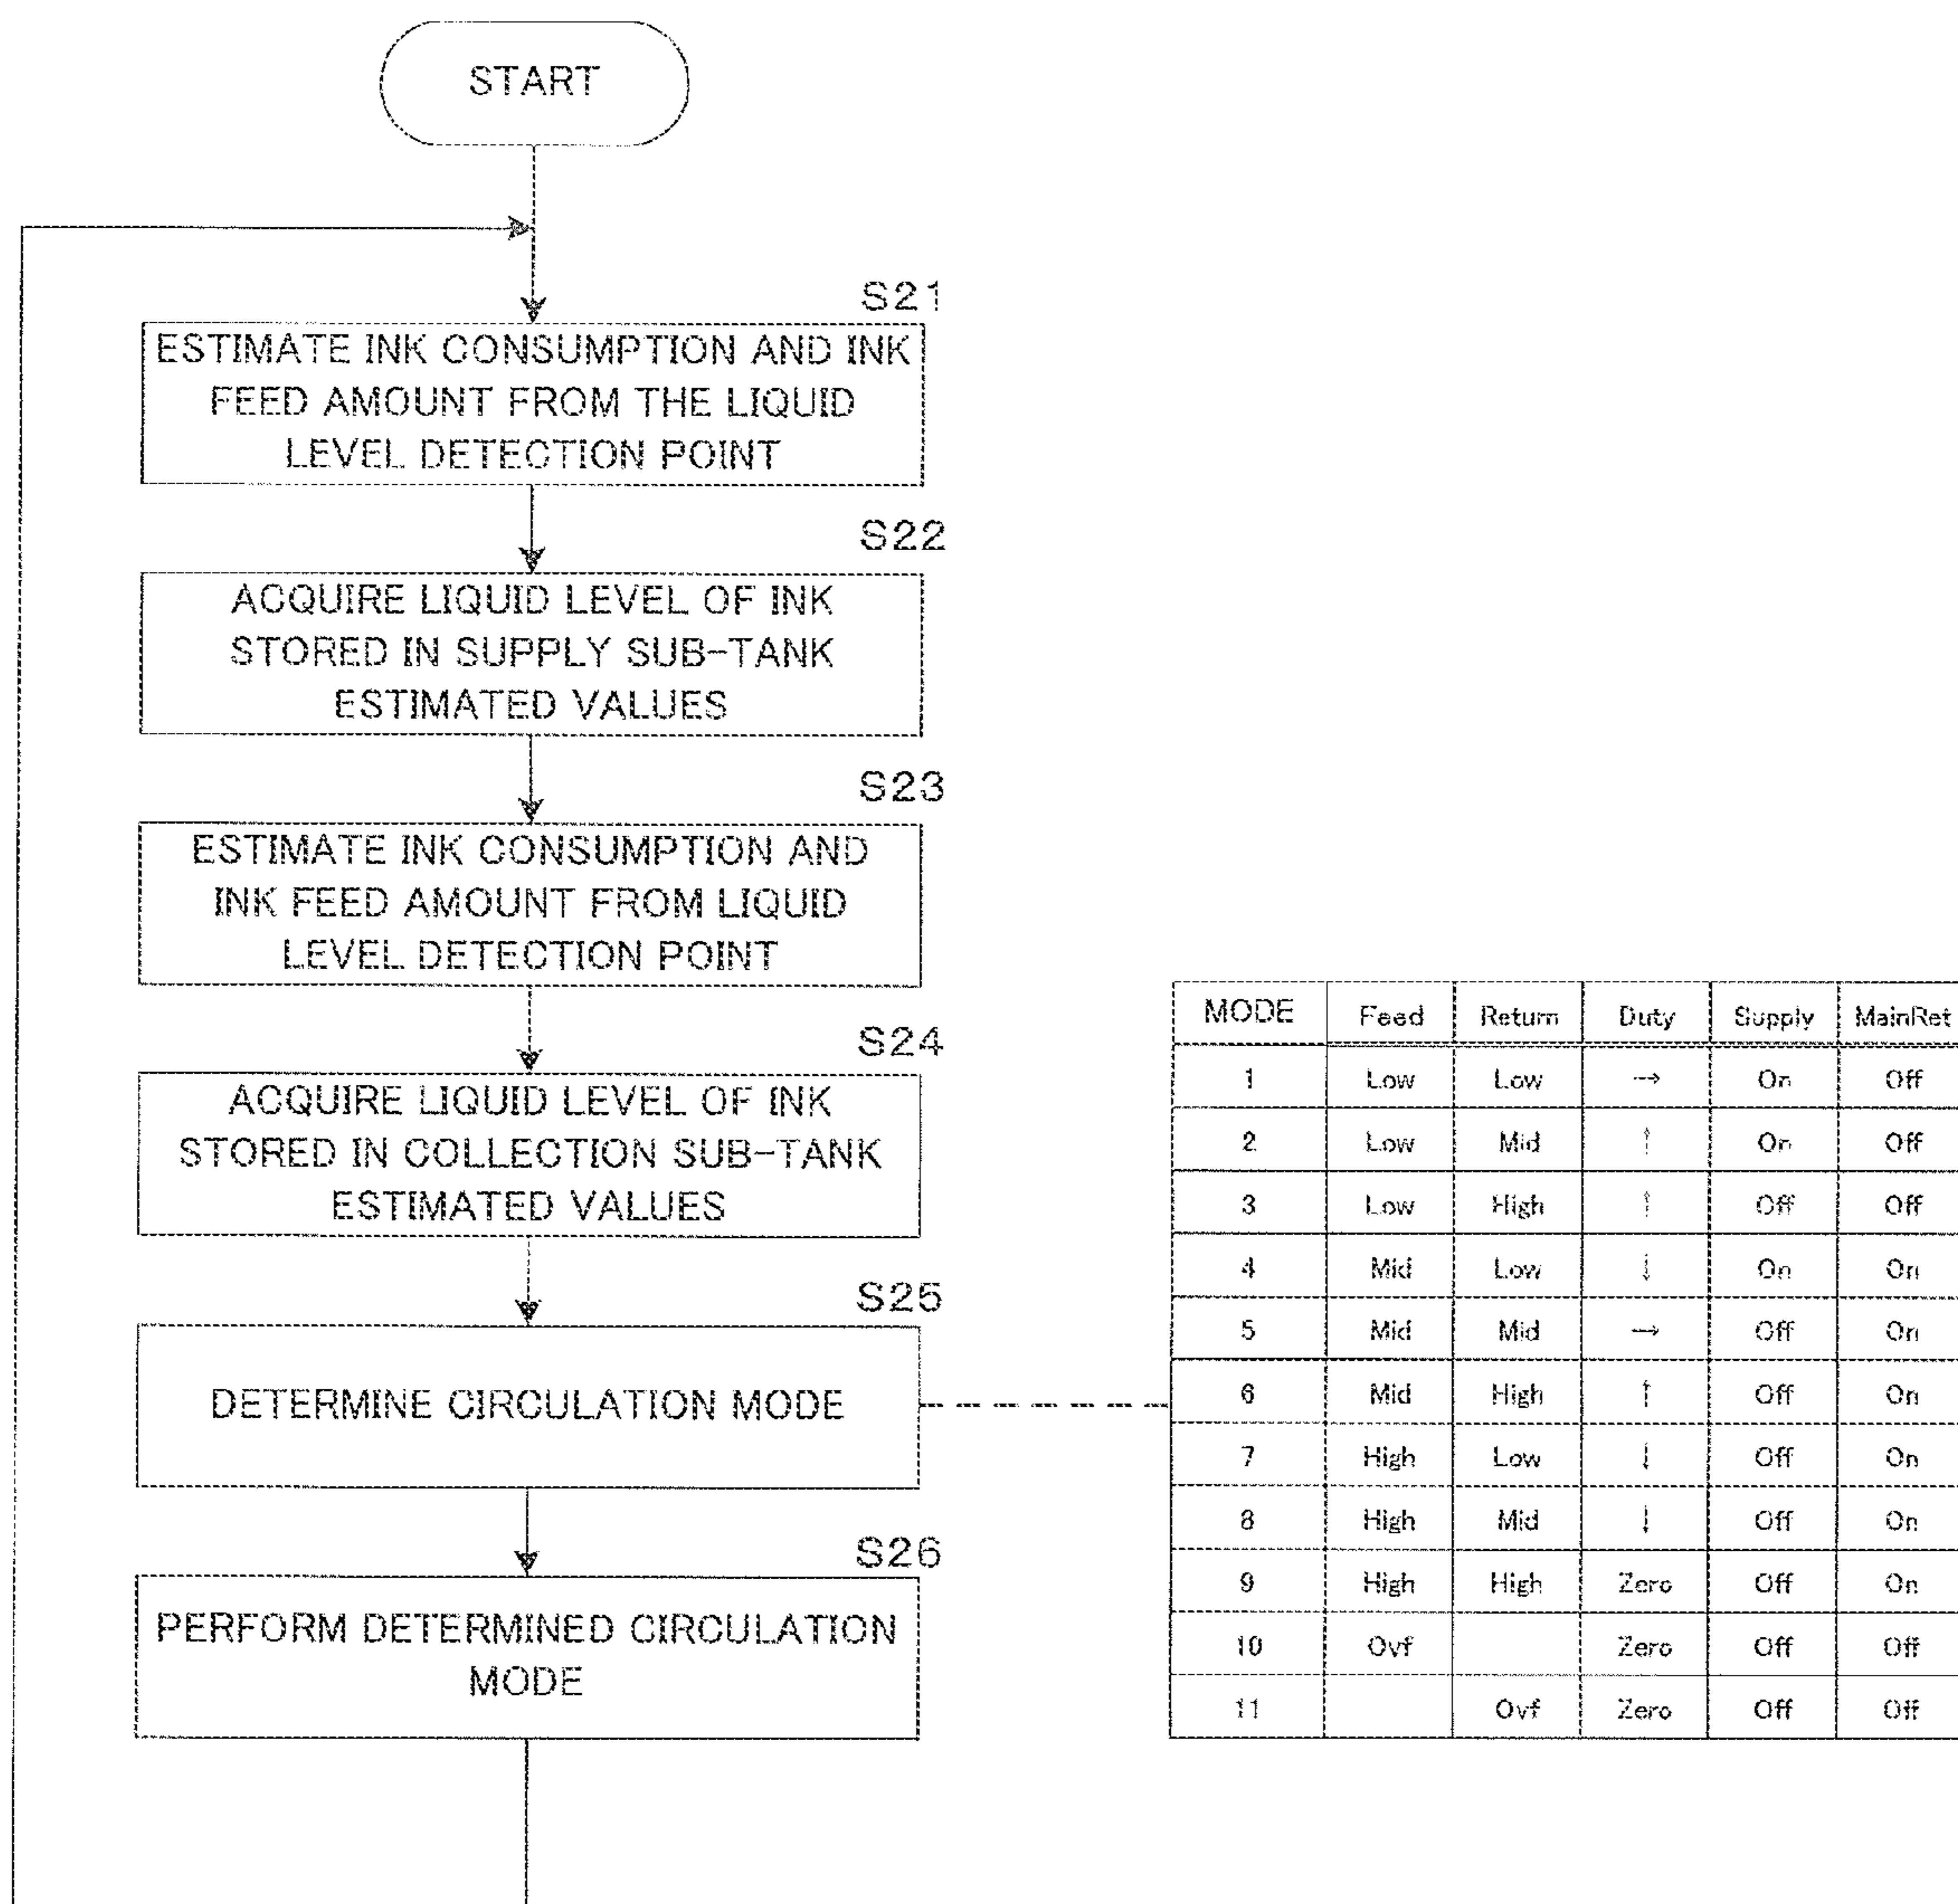 START
S21
ESTIMATE INK CONSUMPTION AND INK
FEED AMOUNT FROM THE LIQUID
LEVEL DETECTION POINT
S22
ACQUIRE LIQUID LEVEL OF INK
STORED IN SUPPLY SUB-TANK
ESTIMATED VALUES
S23
ESTIMATE INK CONSUMPTION AND
INK FEED AMOUNT FROM LIQUID
LEVEL DETECTION POINT
S24
ACQUIRE LIQUID LEVEL OF INK
STORED IN COLLECTION SUB-TANK
ESTIMATED VALUES
S25
DETERMINE CIRCULATION MODE
S26
PERFORM DETERMINED CIRCULATION
MODE
MODE Feed Return Duty Supply MainRet
1 Low Low → On Off
2 Low Mid ↑ On Off
3 Low High ↑ Off Off
4 Mid Low ↓ On On
5 Mid Mid → Off On
6 Mid High ↑ Off On
7 High Low ↓ Off On
8 High Mid ↓ Off On
9 High High Zero Off On
10 Ovf Zero Off Off
11 Ovf Zero Off Off